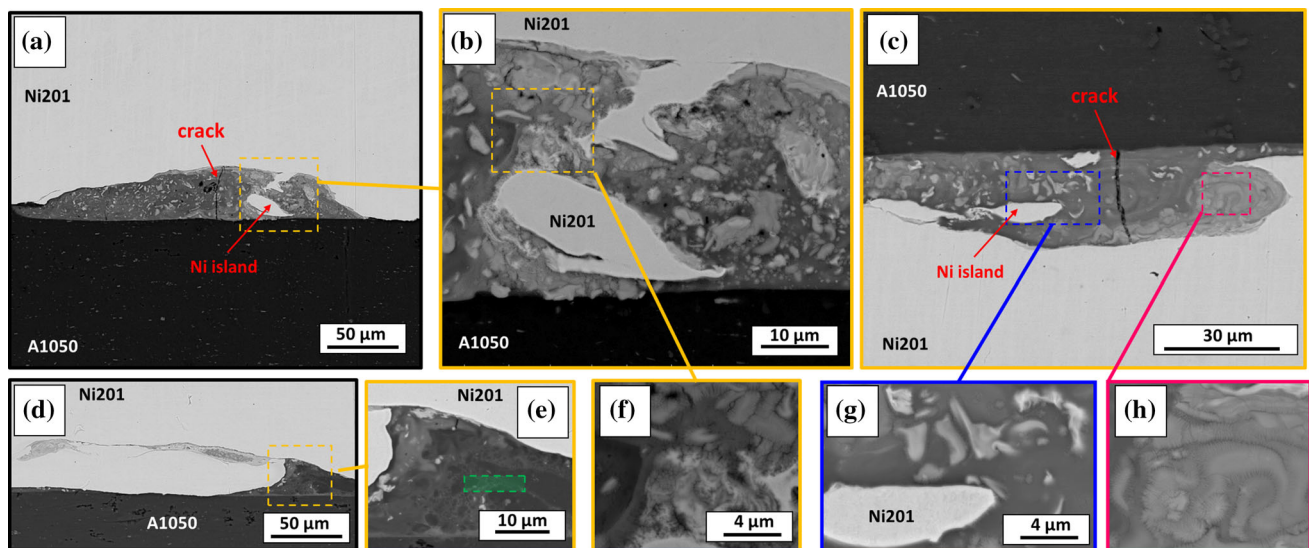 (a)
Ni201
crack
Ni island
50 μm
A1050
(b)
Ni201
Ni201
A1050
10 μm
(c)
A1050
crack
Ni island
Ni201
30 μm
(d)
Ni201
A1050
50 μm
(e)
Ni201
10 μm
(f)
4 μm
(g)
Ni201
4 μm
(h)